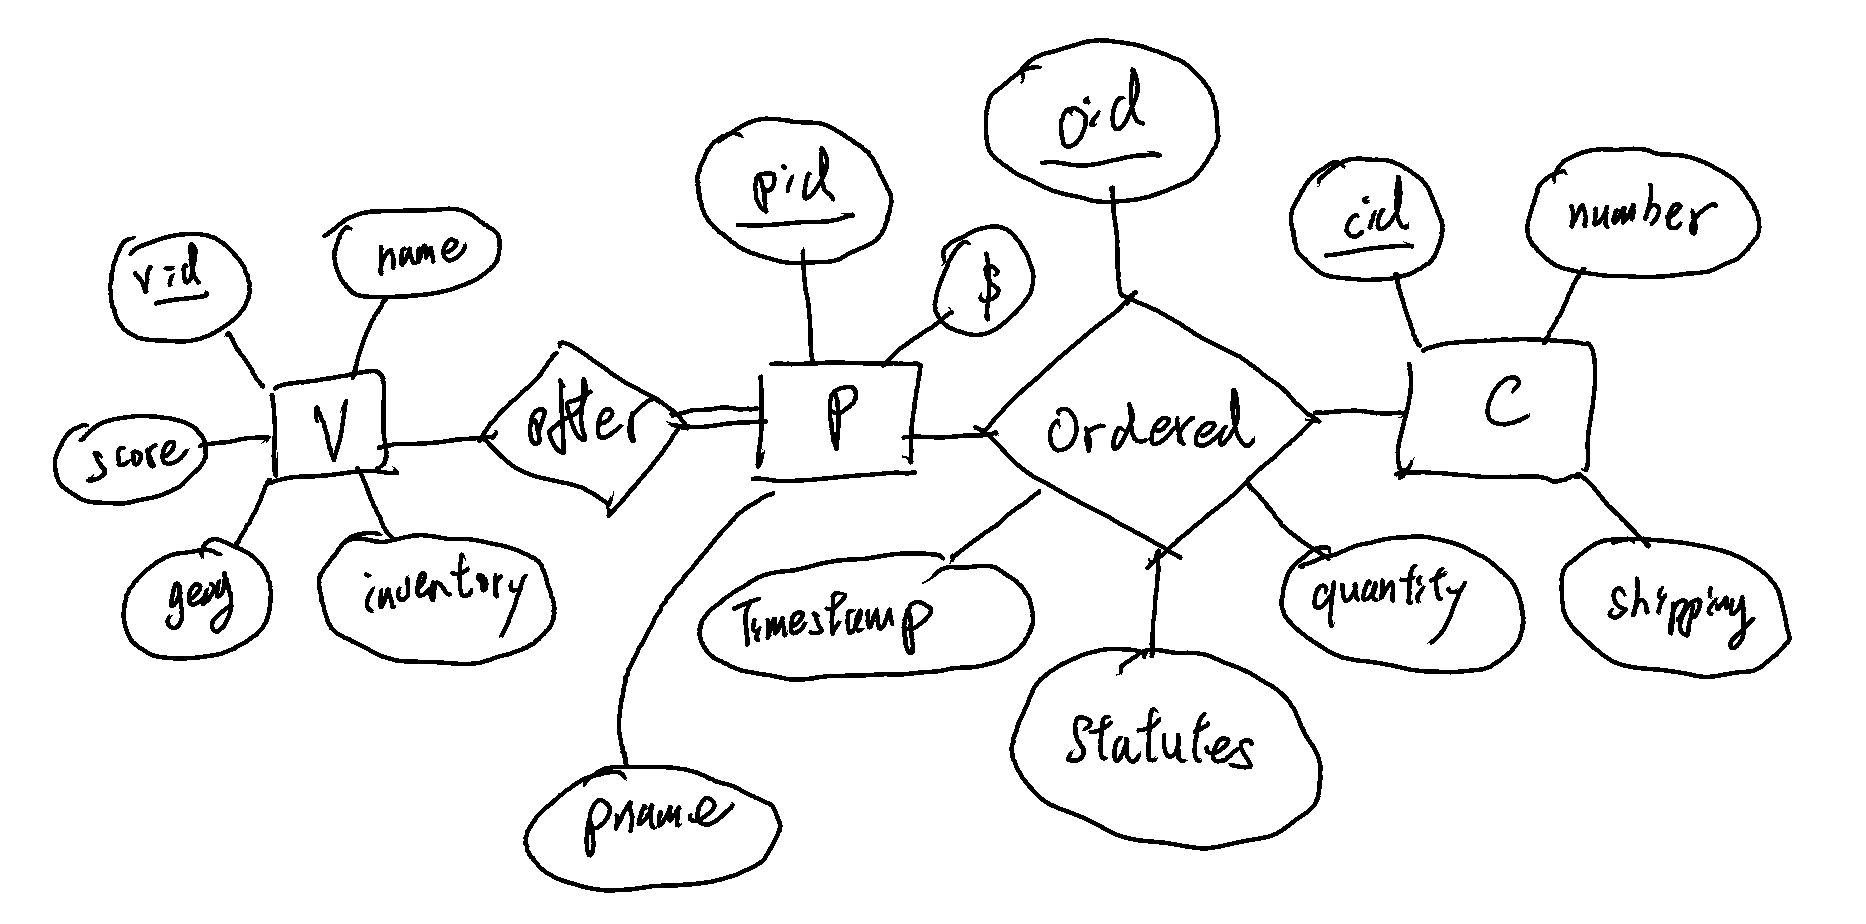 oid
pid
cid
number
vid
name
$
V
offer
P
Ordered
C
score
geog
inventory
Timestamp
quantity
shipping
Statutes
pname